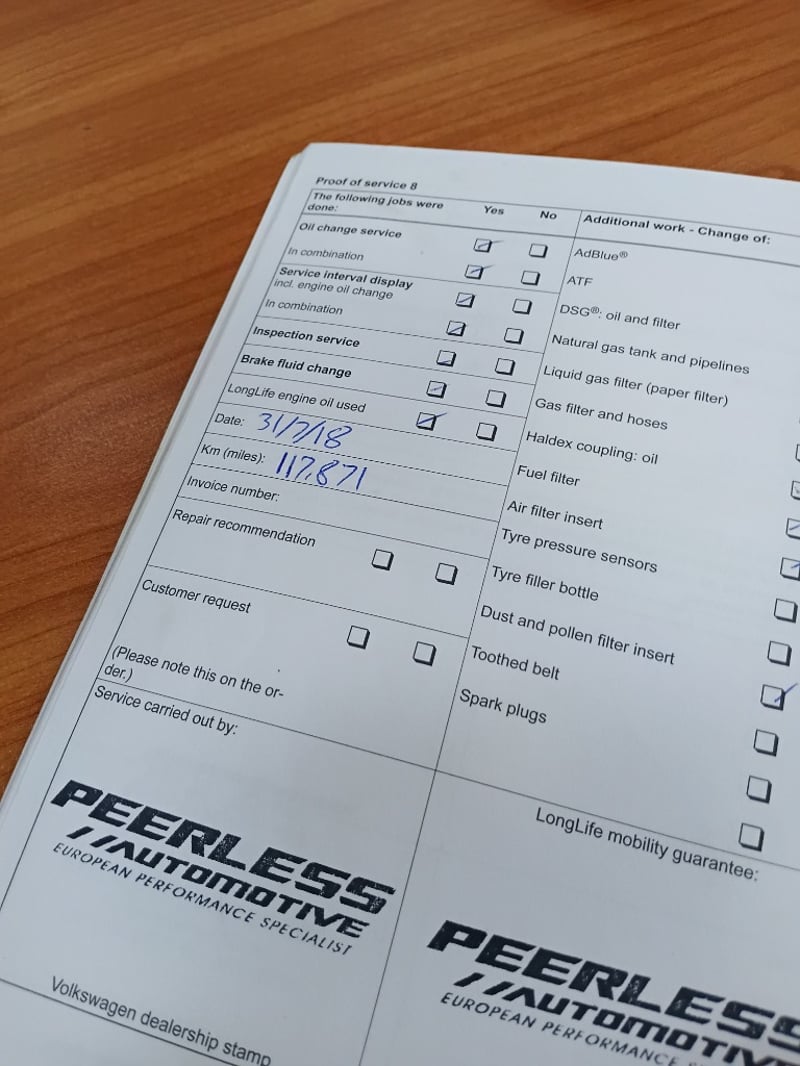 Proof of service 8
The following jobs were
done:
Yes No
Oil change service
In combination
Service interval display
incl. engine oil change
In combination
Inspection service
Brake fluid change
LongLife engine oil used
Date: 31/7/18
Km (miles): 117,871
Invoice number:
Repair recommendation
Customer request
(Please note this on the or-
der.)
Service carried out by:
PEERLESS
//AUTOMOTIVE
EUROPEAN PERFORMANCE SPECIALIST
Volkswagen dealership stamp
Additional work - Change of:
AdBlue®
ATF
DSG®: oil and filter
Natural gas tank and pipelines
Liquid gas filter (paper filter)
Gas filter and hoses
Haldex coupling: oil
Fuel filter
Air filter insert
Tyre pressure sensors
Tyre filler bottle
Dust and pollen filter insert
Toothed belt
Spark plugs
LongLife mobility guarantee:
PEERLESS
//AUTOMOTIVE
EUROPEAN PERFORMANCE